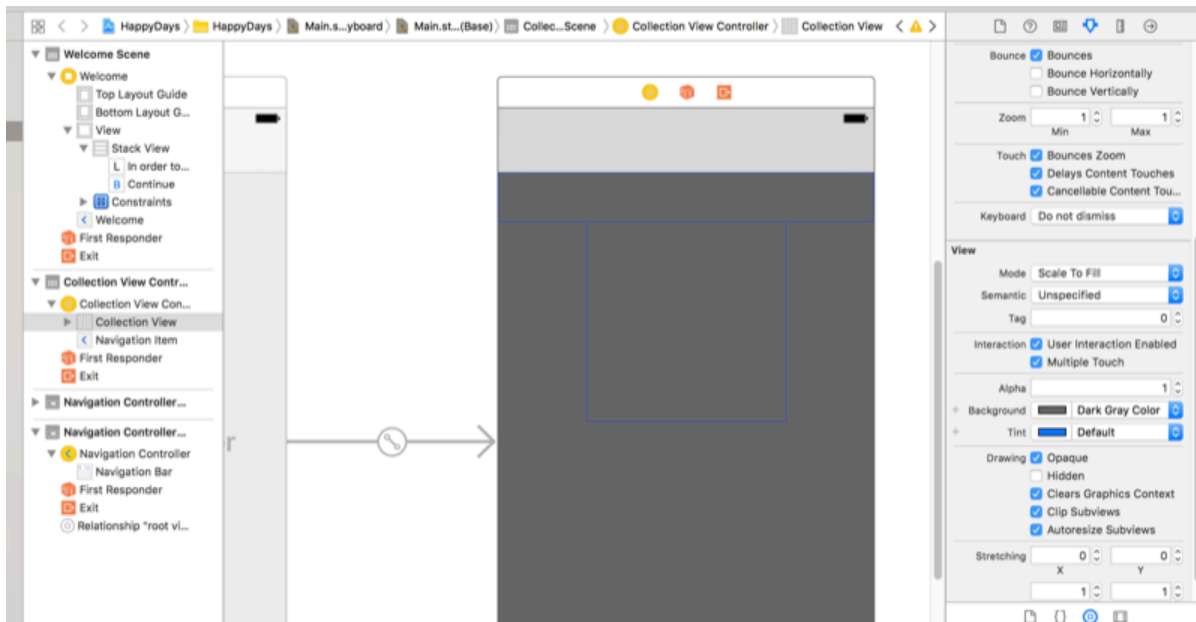 HappyDays HappyDays Main.s...yboard Main.st...(Base) Collec...Scene Collection View Controller Collection View
Welcome Scene
Welcome
Top Layout Guide
Bottom Layout G...
View
Stack View
L In order to...
B Continue
Constraints
Welcome
First Responder
Exit
Collection View Contr...
Collection View Con...
Collection View
Navigation Item
First Responder
Exit
Navigation Controller...
Navigation Controller...
Navigation Controller
Navigation Bar
First Responder
Exit
Relationship "root vi...
r
Bounce Bounces
Bounce Horizontally
Bounce Vertically
Zoom 1 1
Min Max
Touch Bounces Zoom
Delays Content Touches
Cancellable Content Tou...
Keyboard Do not dismiss
View
Mode Scale To Fill
Semantic Unspecified
Tag 0
Interaction User Interaction Enabled
Multiple Touch
Alpha 1
+ Background Dark Gray Color
+ Tint Default
Drawing Opaque
Hidden
Clears Graphics Context
Clip Subviews
Autoresize Subviews
Stretching 0 0
X Y
1 1
{}